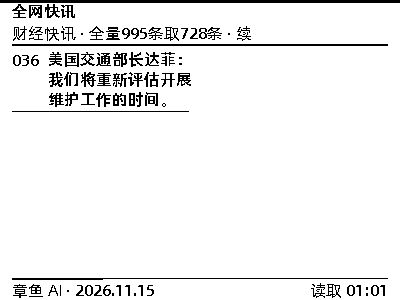 全网快讯
财经快讯 · 全量995条取728条 · 续
036 美国交通部长达菲：
我们将重新评估开展
维护工作的时间。
章鱼 AI · 2026.11.15
读取 01:01